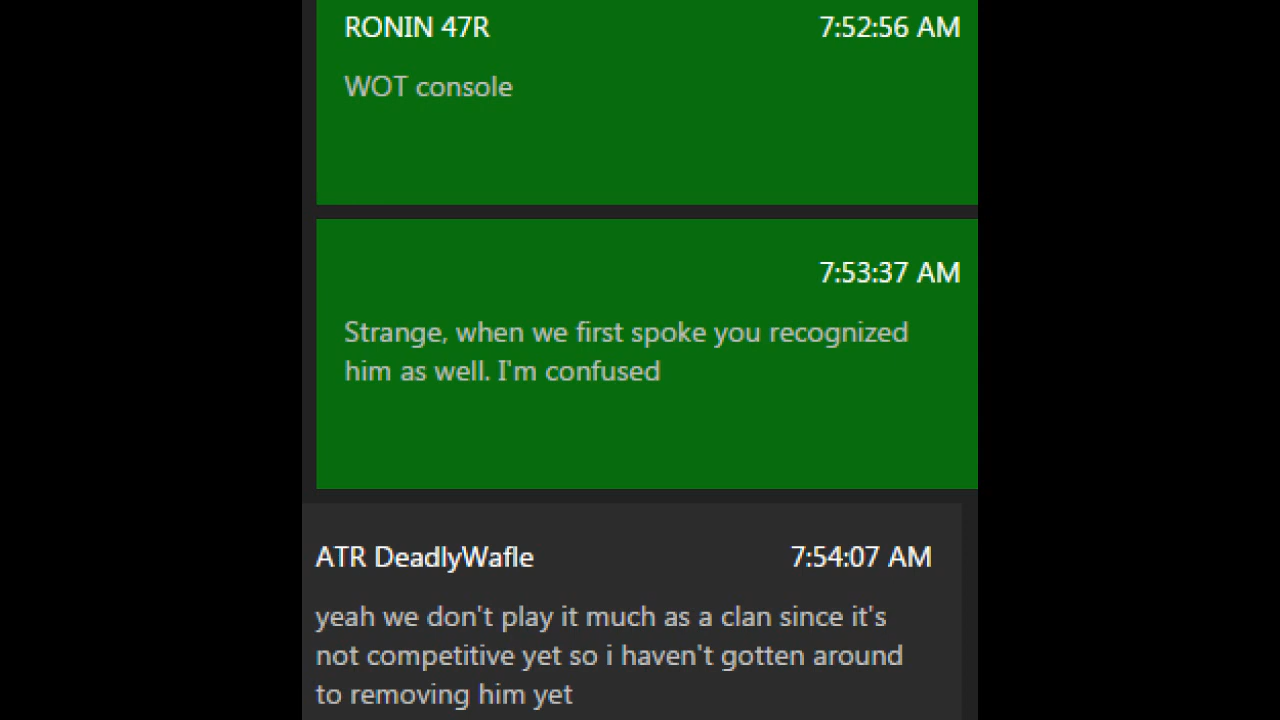 RONIN 47R 7:52:56 AM
WOT console
7:53:37 AM
Strange, when we first spoke you recognized
him as well. I'm confused
ATR DeadlyWafle 7:54:07 AM
yeah we don't play it much as a clan since it's
not competitive yet so i haven't gotten around
to removing him yet